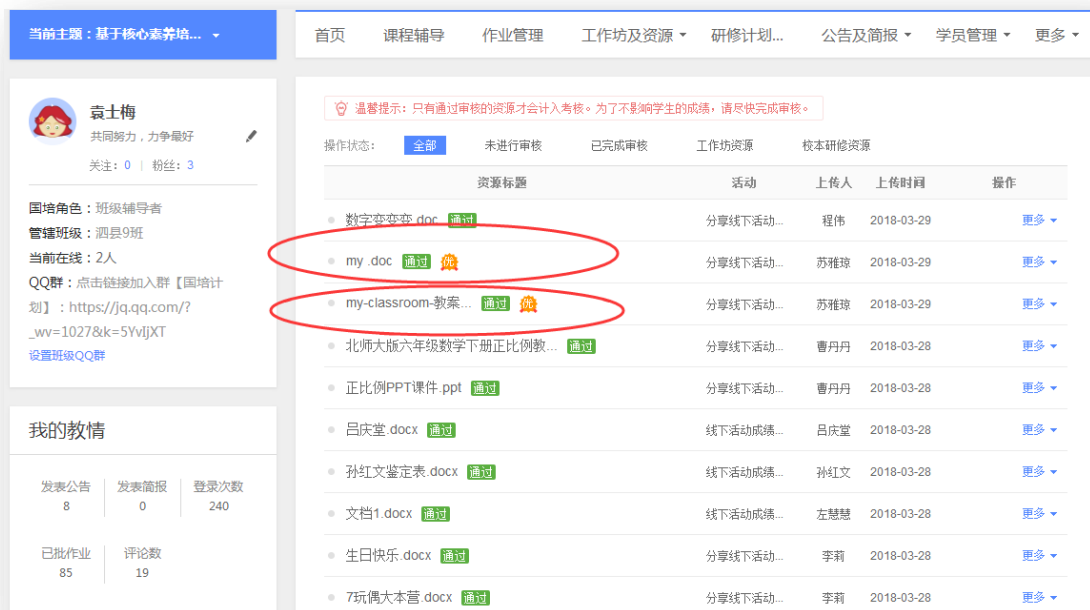 当前主题：基于核心素养培...
首页 课程辅导 作业管理 工作坊及资源 研修计划... 公告及简报 学员管理 更多
袁士梅
共同努力，力争最好
关注：0 | 粉丝：3
国培角色：班级辅导者
管辖班级：泗县9班
当前在线：2人
QQ群：点击链接加入群【国培计
划】：https://jq.qq.com/?
_wv=1027&k=5YvIjXT
设置班级QQ群
我的教情
发表公告 发表简报 登录次数
8 0 240
已批作业 评论数
85 19
温馨提示：只有通过审核的资源才会计入考核。为了不影响学生的成绩，请尽快完成审核。
操作状态： 全部 未进行审核 已完成审核 工作坊资源 校本研修资源
资源标题 活动 上传人 上传时间 操作
数字变变变.doc 通过 分享线下活动... 程伟 2018-03-29 更多
my .doc 通过 优 分享线下活动... 苏雅琼 2018-03-29 更多
my-classroom-教案... 通过 优 分享线下活动... 苏雅琼 2018-03-29 更多
北师大版六年级数学下册正比例教... 通过 分享线下活动... 曹丹丹 2018-03-28 更多
正比例PPT课件.ppt 通过 分享线下活动... 曹丹丹 2018-03-28 更多
吕庆堂.docx 通过 线下活动成绩... 吕庆堂 2018-03-28 更多
孙红文鉴定表.docx 通过 线下活动成绩... 孙红文 2018-03-28 更多
文档1.docx 通过 线下活动成绩... 左慧慧 2018-03-28 更多
生日快乐.docx 通过 分享线下活动... 李莉 2018-03-28 更多
7玩偶大本营.docx 通过 分享线下活动... 李莉 2018-03-28 更多